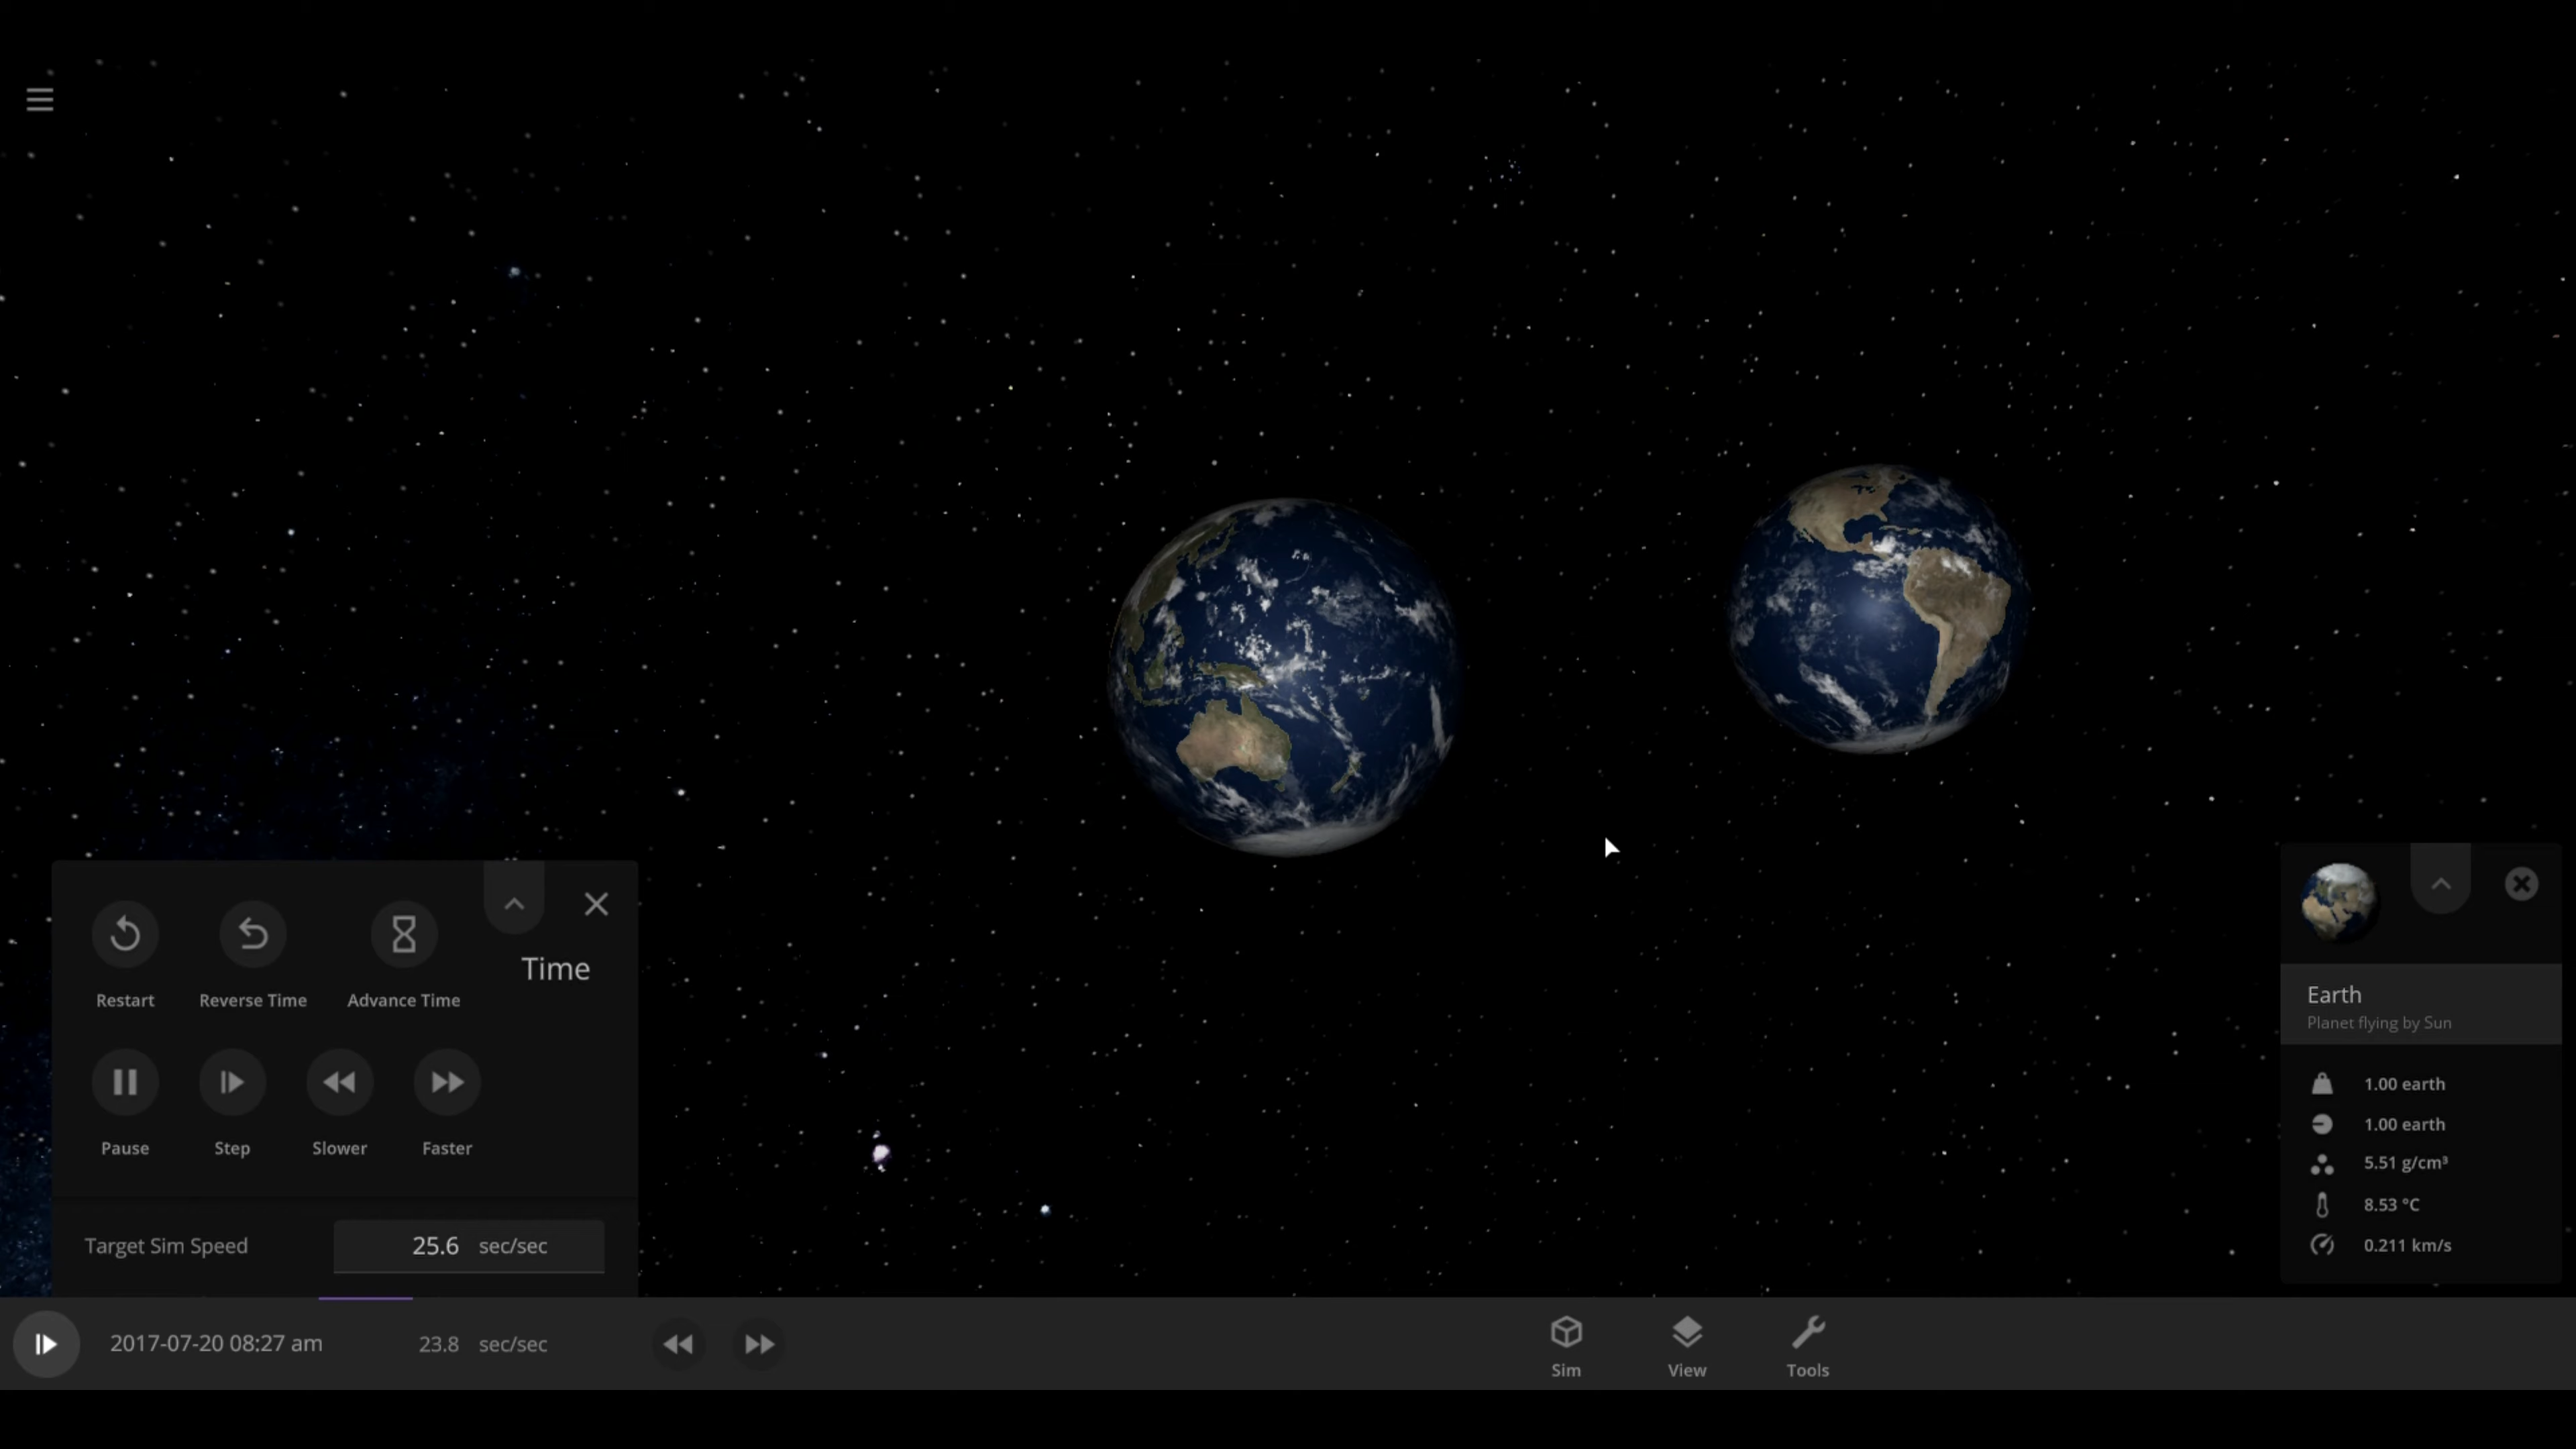 Time
Restart
Reverse Time
Advance Time
Pause
Step
Slower
Faster
Target Sim Speed
25.6 sec/sec
2017-07-20 08:27 am
23.8 sec/sec
Sim
View
Tools
Earth
Planet flying by Sun
1.00 earth
1.00 earth
5.51 g/cm³
8.53 °C
0.211 km/s